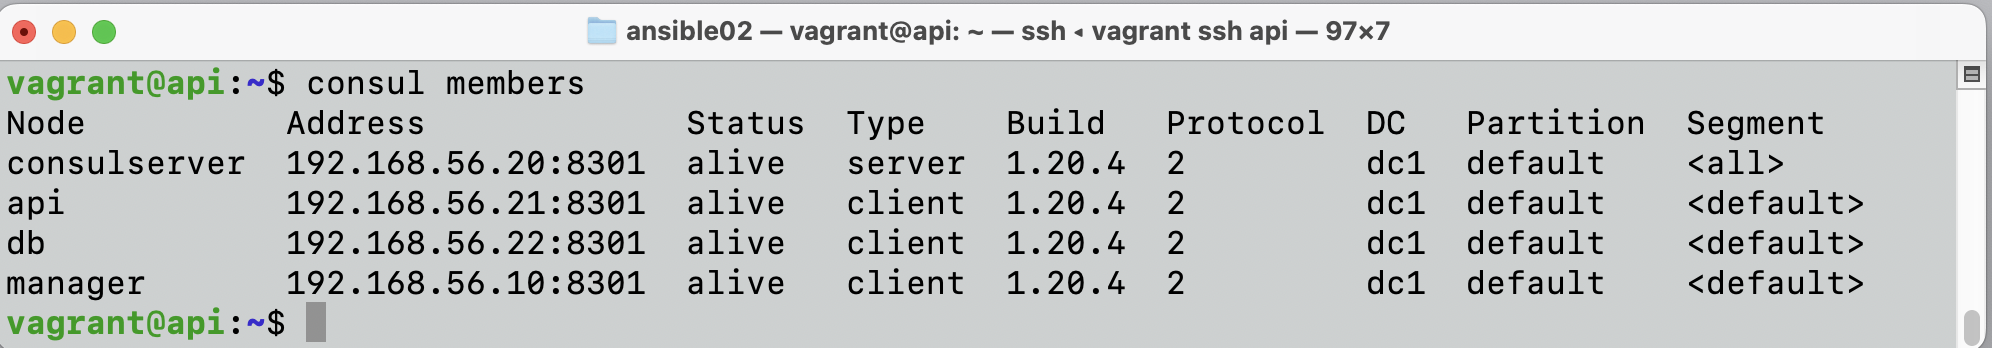 ansible02 — vagrant@api: ~ — ssh ◂ vagrant ssh api — 97×7
vagrant@api:~$ consul members
Node          Address              Status  Type    Build   Protocol  DC   Partition  Segment
consulserver  192.168.56.20:8301  alive   server  1.20.4  2         dc1  default    <all>
api           192.168.56.21:8301  alive   client  1.20.4  2         dc1  default    <default>
db            192.168.56.22:8301  alive   client  1.20.4  2         dc1  default    <default>
manager       192.168.56.10:8301  alive   client  1.20.4  2         dc1  default    <default>
vagrant@api:~$